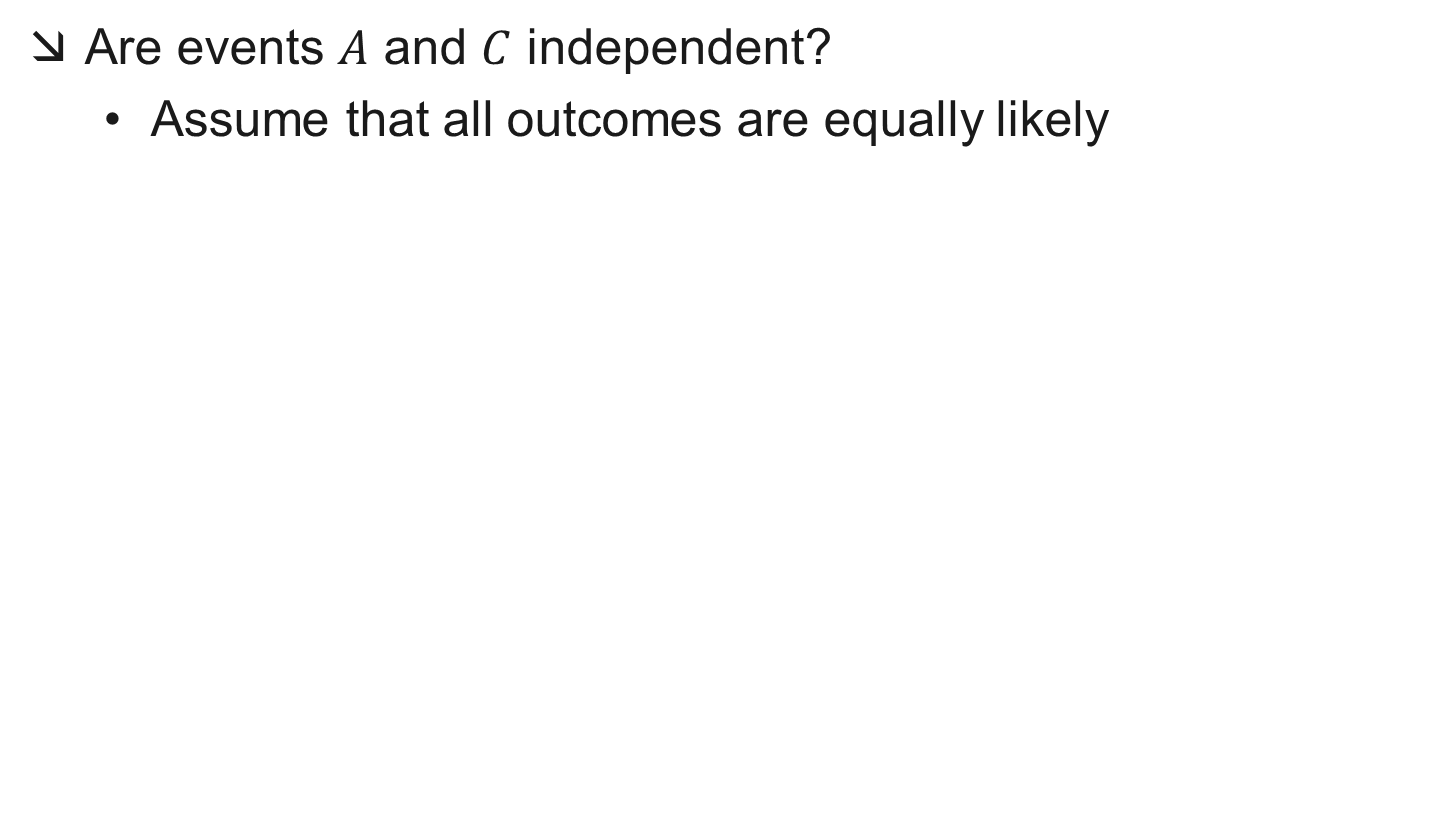 ↘ Are events 𝐴 and 𝐶 independent?
• Assume that all outcomes are equally likely